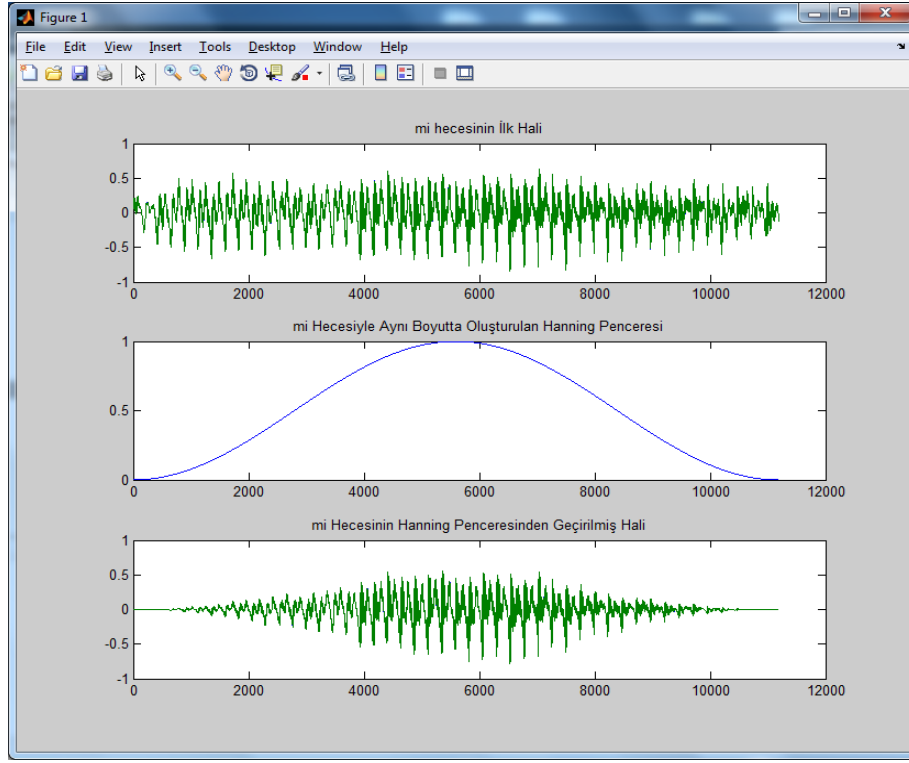 Figure 1
File Edit View Insert Tools Desktop Window Help
mi hecesinin İlk Hali
1
0.5
0
-0.5
-1
0 2000 4000 6000 8000 10000 12000
mi Hecesiyle Aynı Boyutta Oluşturulan Hanning Penceresi
1
0.5
0
0 2000 4000 6000 8000 10000 12000
mi Hecesinin Hanning Penceresinden Geçirilmiş Hali
1
0.5
0
-0.5
-1
0 2000 4000 6000 8000 10000 12000